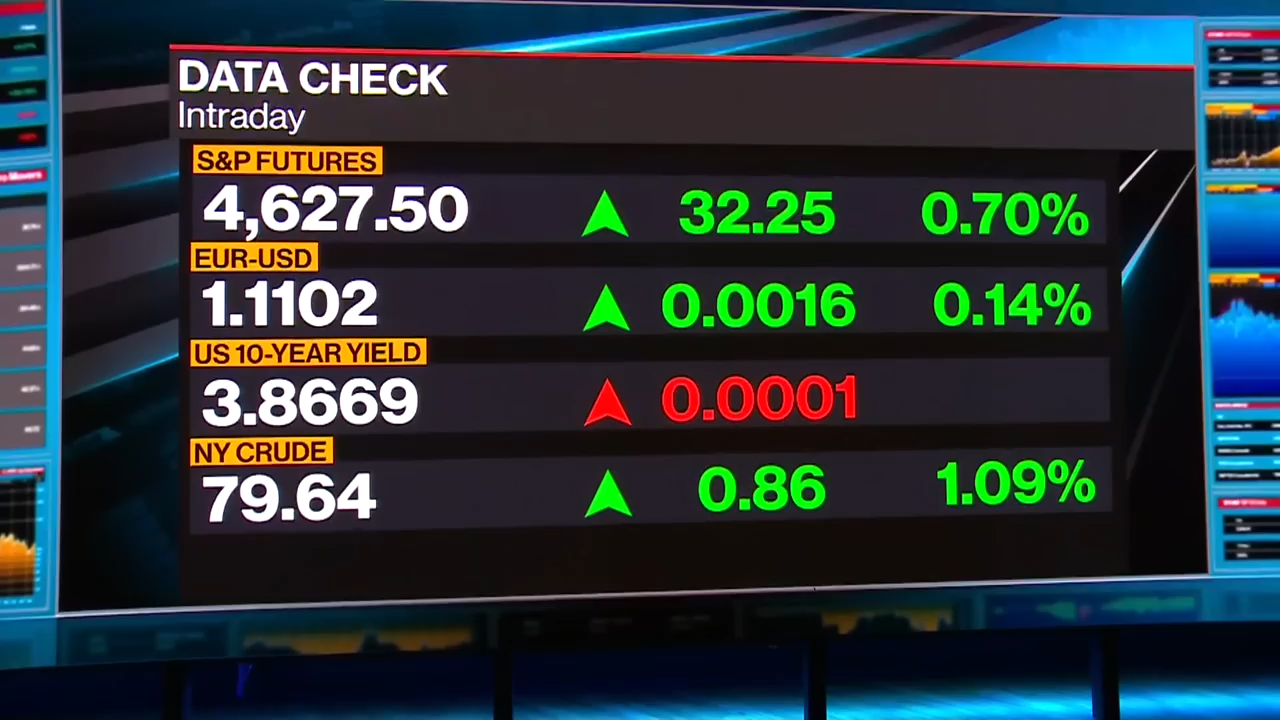 DATA CHECK
Intraday
S&P FUTURES
4,627.50 32.25 0.70%
EUR-USD
1.1102 0.0016 0.14%
US 10-YEAR YIELD
3.8669 0.0001
NY CRUDE
79.64 0.86 1.09%